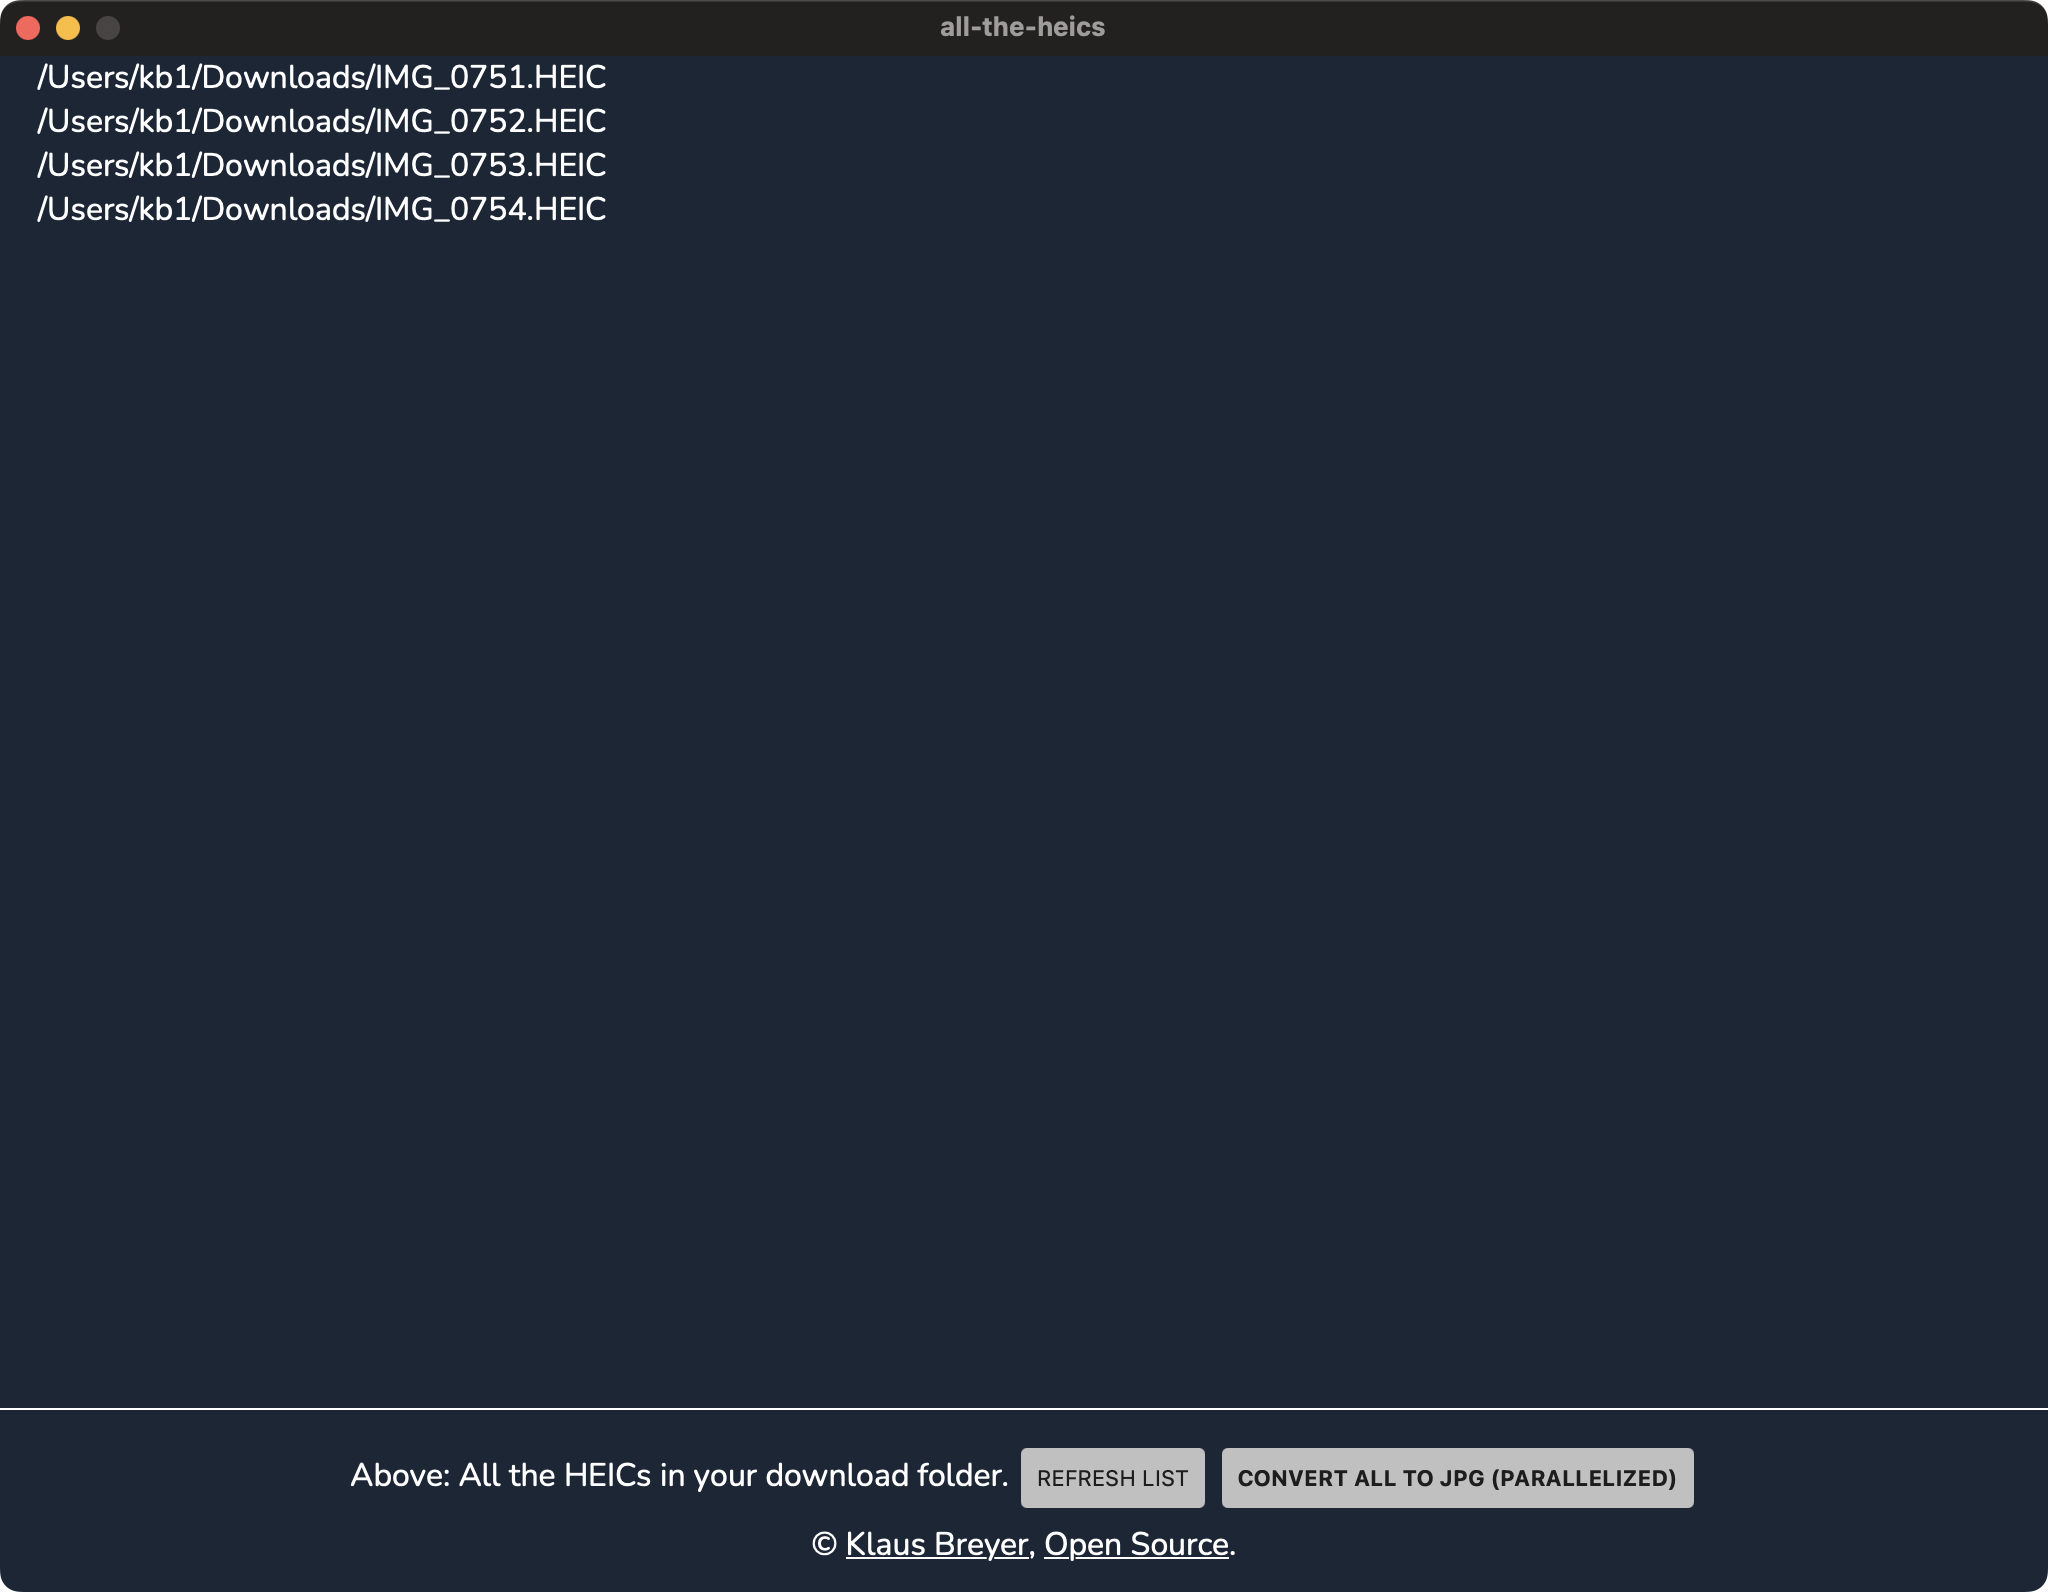 all-the-heics
/Users/kb1/Downloads/IMG_0751.HEIC
/Users/kb1/Downloads/IMG_0752.HEIC
/Users/kb1/Downloads/IMG_0753.HEIC
/Users/kb1/Downloads/IMG_0754.HEIC
Above: All the HEICs in your download folder. REFRESH LIST CONVERT ALL TO JPG (PARALLELIZED)
© Klaus Breyer, Open Source.